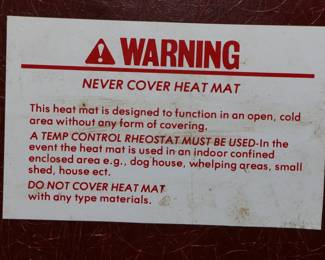 WARNING
NEVER COVER HEAT MAT
This heat mat is designed to function in an open, cold
area without any form of covering.
A TEMP CONTROL RHEOSTAT MUST BE USED-In the
event the heat mat is used in an indoor confined
enclosed area e.g., dog house, whelping areas, small
shed, house ect.
DO NOT COVER HEAT MAT
with any type materials.